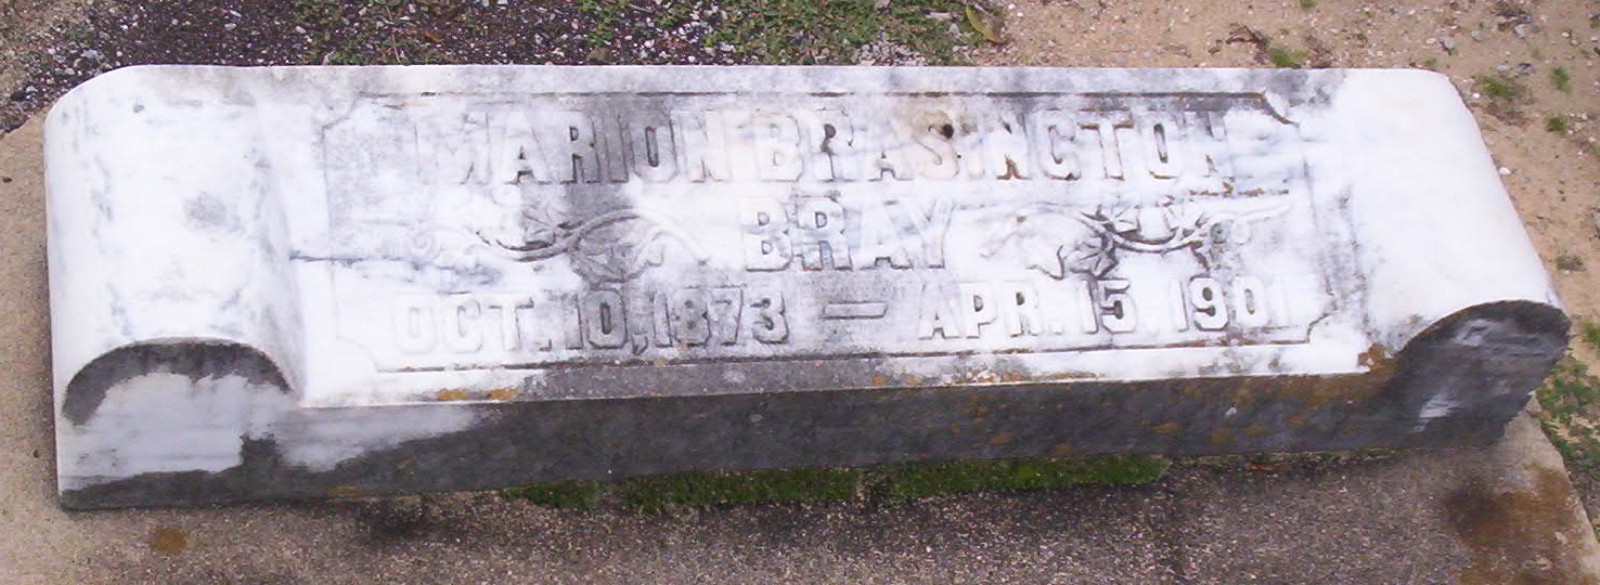 MARION BRASINGTON
BRAY
OCT. 10, 1873 — APR. 15, 1901